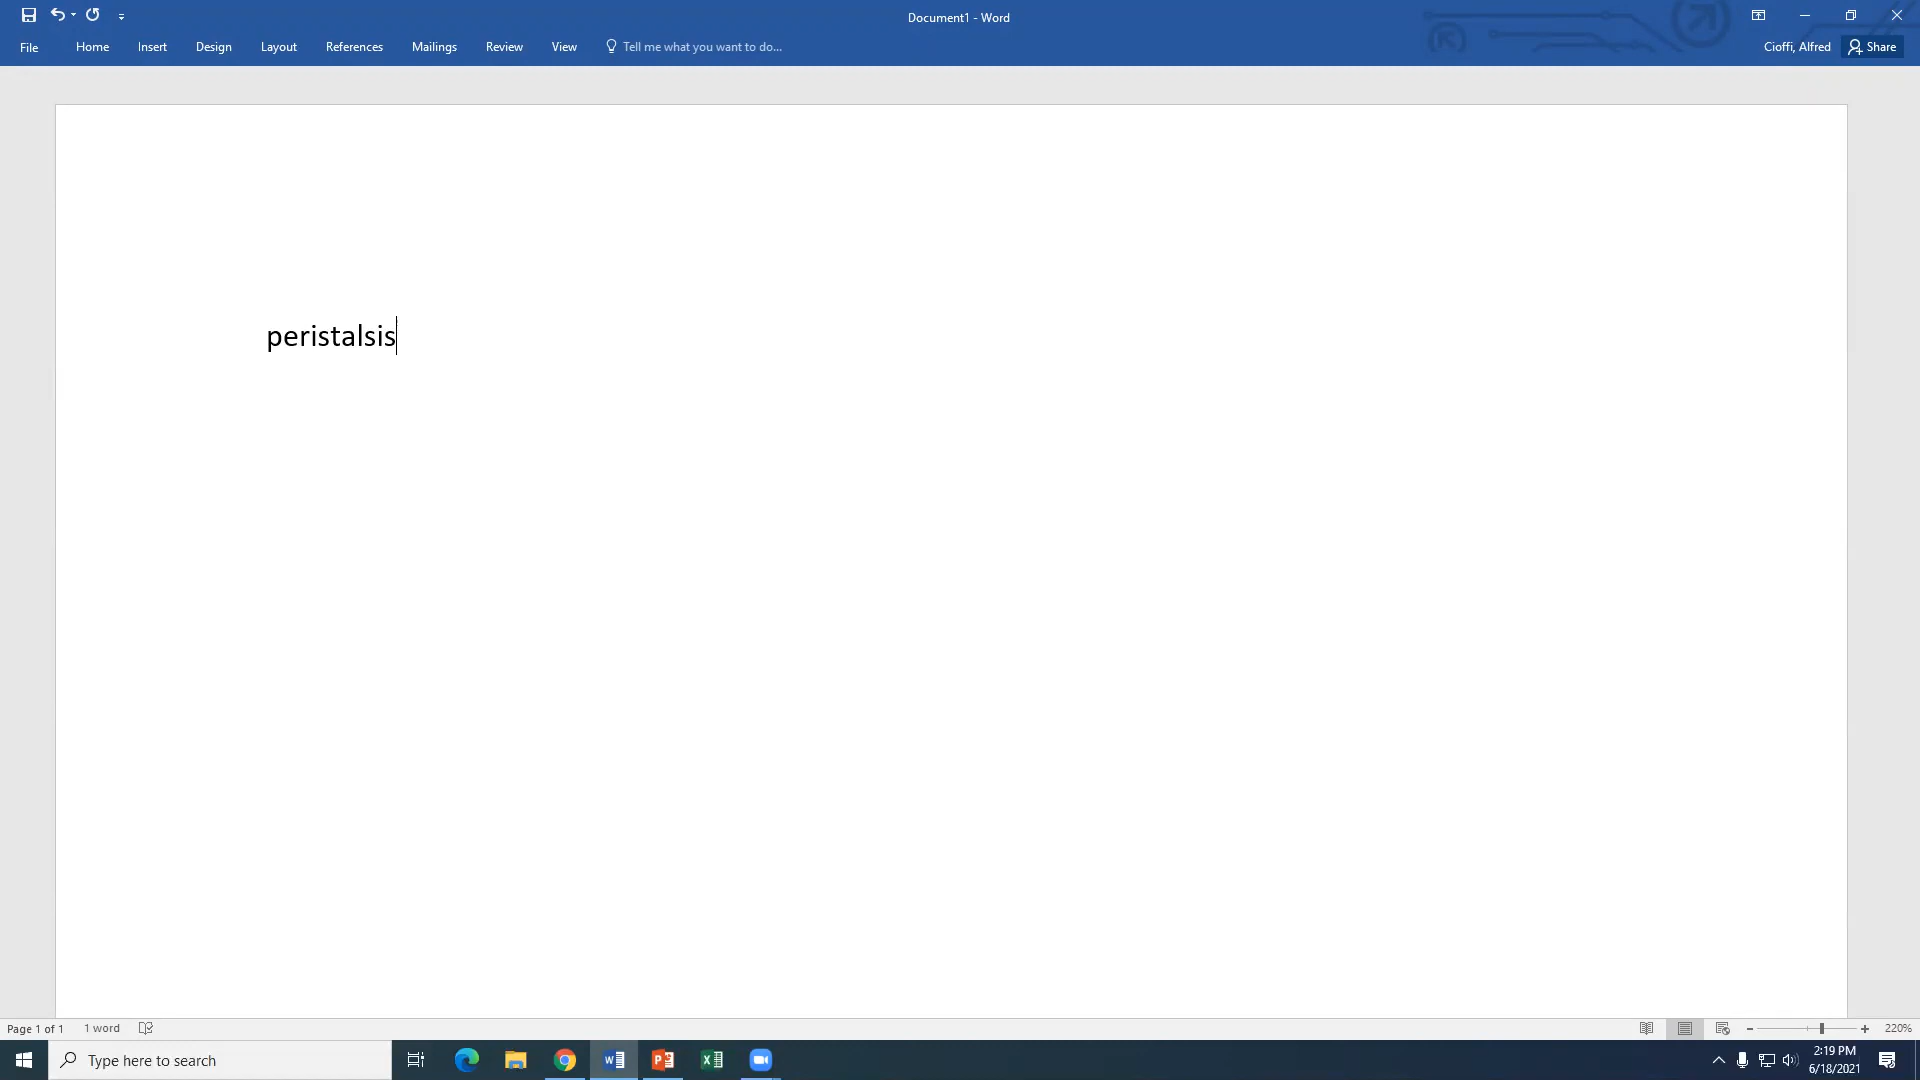 Document1 - Word
File Home Insert Design Layout References Mailings Review View Tell me what you want to do... Cioffi, Alfred Share
peristalsis
Page 1 of 1 1 word 220%
Type here to search
2:19 PM
6/18/2021